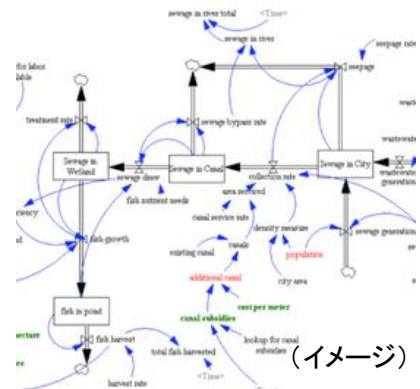 sewage in river total
<Time>
sewage in river
for labor
lable
seepage
seepage rate
treatment rate
sewage bypass rate
Sewage in Wetland
Sewage in Canal
Sewage in City
sewage draw
collection rate
wastewater
generation
area serviced
fish nutrient needs
ciency
canal service rate
density measure
sewage generation
fish growth
existing canal
canals
population
additional canal
city area
fish in pond
cost per meter
canal subsidies
lookup for canal
subsidies
fish harvest
total fish harvested
<Time>
harvest rate
(イメージ)